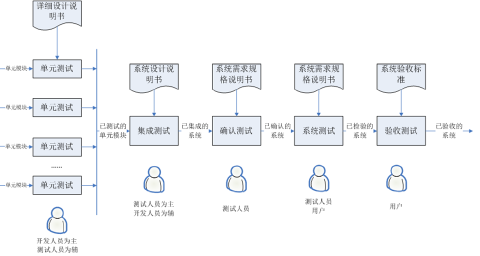 详细设计说
明书
单元模块
单元测试
单元模块
单元测试
单元模块
单元测试
......
单元模块
单元测试
开发人员为主
测试人员为辅
已测试的
单元模块
系统设计说
明书
集成测试
测试人员为主
开发人员为辅
已集成的
系统
系统需求规
格说明书
确认测试
测试人员
已确认的
系统
系统需求规
格说明书
系统测试
测试人员
用户
已检验的
系统
系统验收标
准
验收测试
用户
已验收的
系统